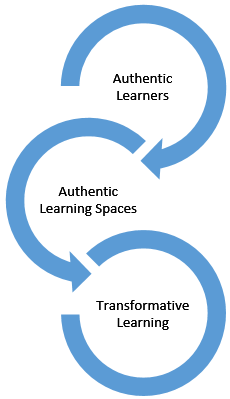 Authentic
Learners
Authentic
Learning Spaces
Transformative
Learning